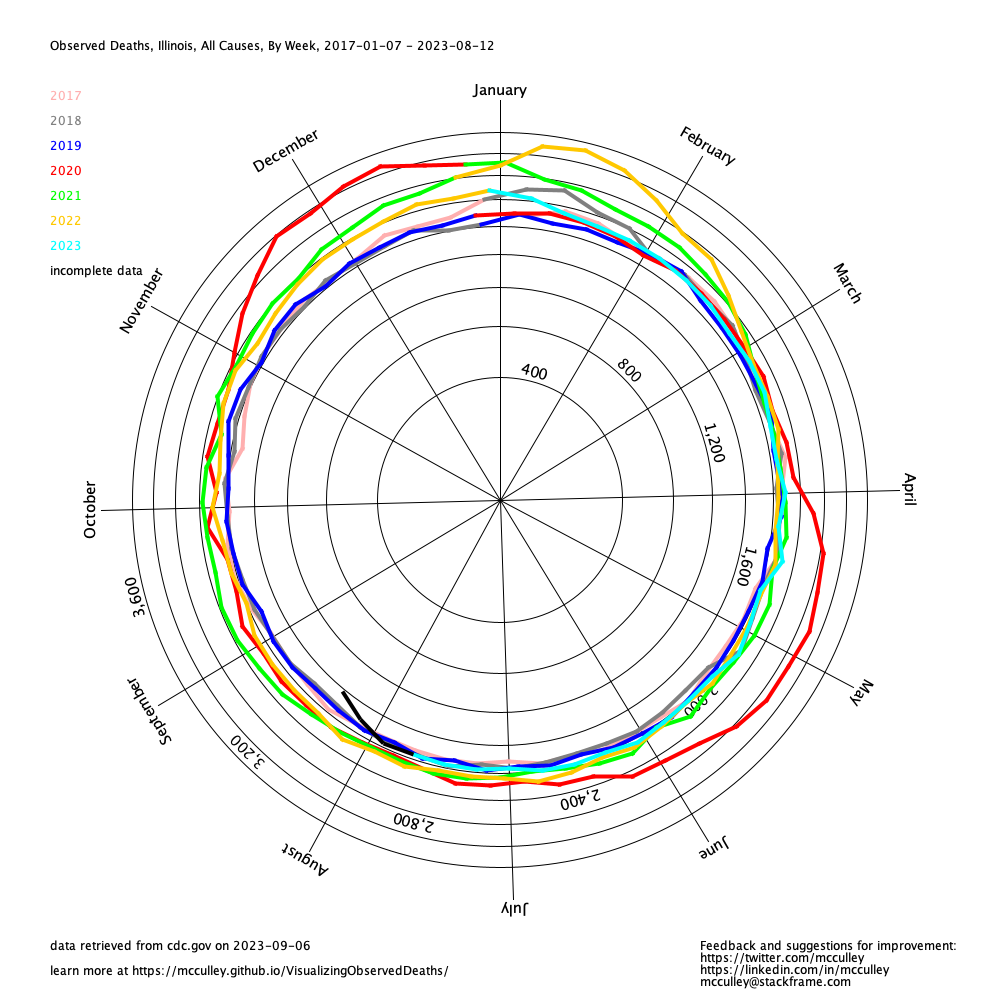 Observed Deaths, Illinois, All Causes, By Week, 2017-01-07 - 2023-08-12
2017
2018
2019
2020
2021
2022
2023
incomplete data
January
February
March
April
May
June
July
August
September
October
November
December
400
800
1,200
1,600
2,000
2,400
2,800
3,200
3,600
data retrieved from cdc.gov on 2023-09-06
learn more at https://mcculley.github.io/VisualizingObservedDeaths/
Feedback and suggestions for improvement:
https://twitter.com/mcculley
https://linkedin.com/in/mcculley
mcculley@stackframe.com